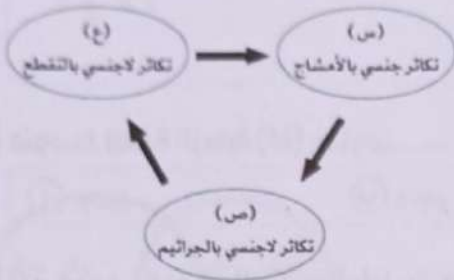 (س)
تكاثر جنسي بالأمشاج
(ع)
تكاثر لاجنسي بالتقطع
(ص)
تكاثر لاجنسي بالجراثيم